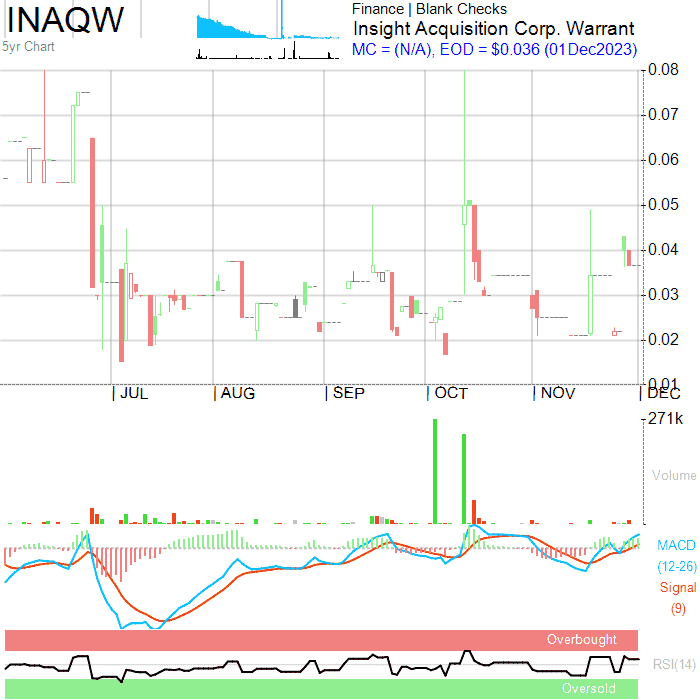 INAQW
5yr Chart
Finance | Blank Checks
Insight Acquisition Corp. Warrant
MC = (N/A), EOD = $0.036 (01Dec2023)
0.08
0.07
0.06
0.05
0.04
0.03
0.02
0.01
JUL AUG SEP OCT NOV DEC
271k
Volume
MACD
(12-26)
Signal
(9)
Overbought
RSI(14)
Oversold